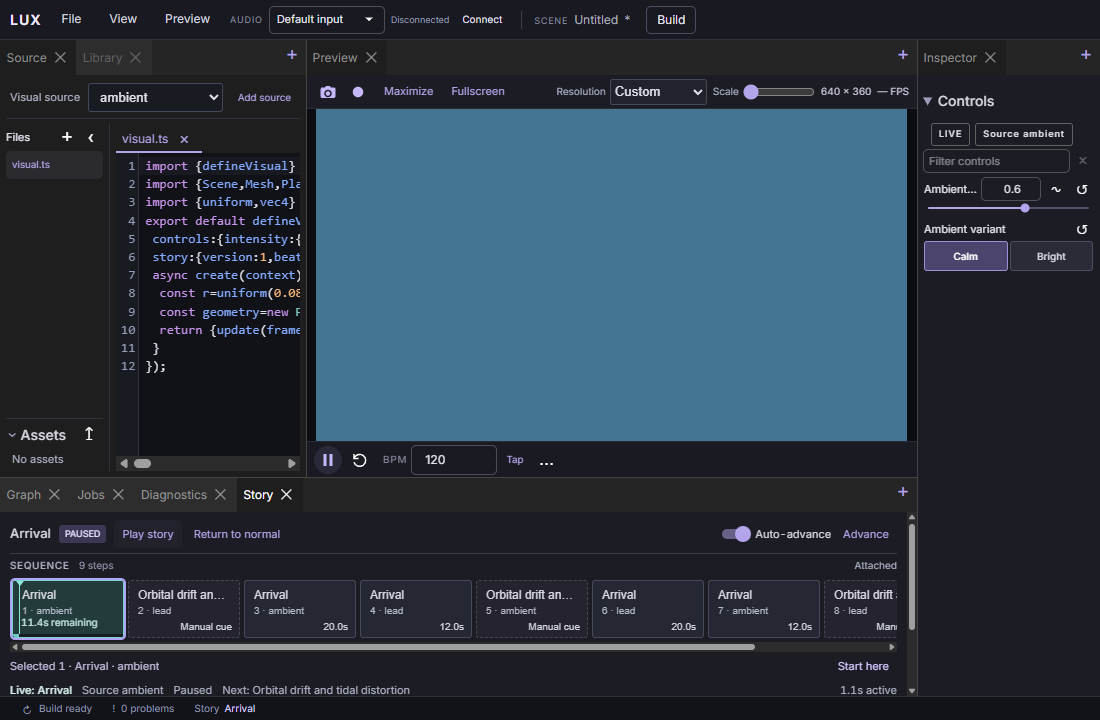 LUX File View Preview AUDIO Default input Disconnected Connect SCENE Untitled * Build
Source Library +
Visual source ambient Add source
Files +
visual.ts
visual.ts
1 import {defineVisual}
2 import {Scene,Mesh,Pla
3 import {uniform,vec4}
4 export default defineV
5 controls:{intensity:{
6 story:{version:1,beat
7 async create(context)
8 const r=uniform(0.08
9 const geometry=new P
10 return {update(frame
11 }
12 });
Assets
No assets
Preview +
Maximize Fullscreen Resolution Custom Scale 640 × 360 — FPS
BPM 120 Tap ...
Inspector +
Controls
LIVE Source ambient
Filter controls
Ambient... 0.6
Ambient variant
Calm Bright
Graph Jobs Diagnostics Story +
Arrival PAUSED Play story Return to normal Auto-advance Advance
SEQUENCE 9 steps Attached
Arrival
1 · ambient
11.4s remaining
Orbital drift an...
2 · lead
Manual cue
Arrival
3 · ambient
20.0s
Arrival
4 · lead
12.0s
Orbital drift an...
5 · ambient
Manual cue
Arrival
6 · lead
20.0s
Arrival
7 · ambient
12.0s
Orbital drift
8 · lead
Manu
Selected 1 · Arrival · ambient Start here
Live: Arrival Source ambient Paused Next: Orbital drift and tidal distortion 1.1s active
Build ready ! 0 problems Story Arrival